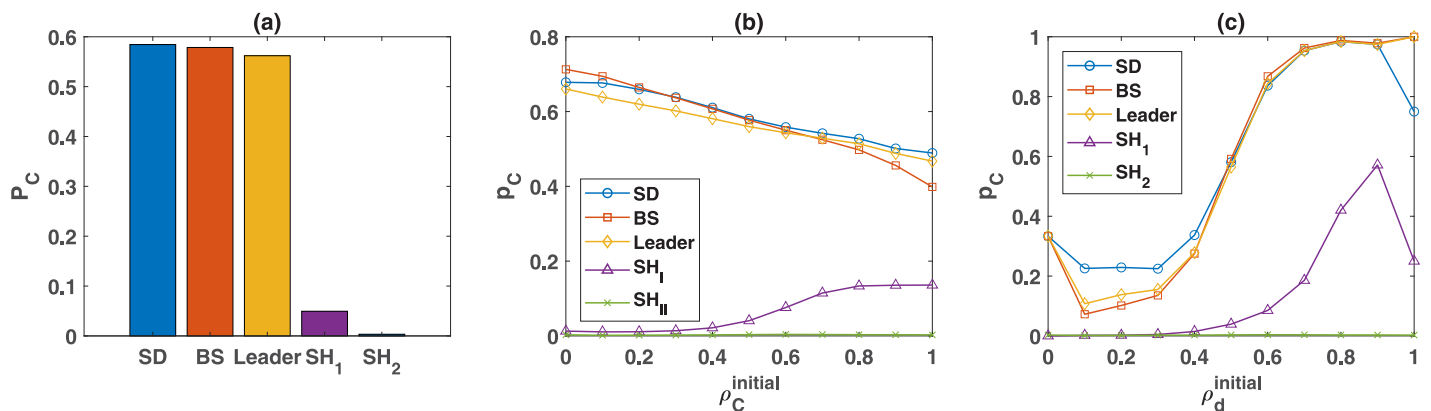 (a)
P_C
0.6
0.5
0.4
0.3
0.2
0.1
0
SD BS Leader SH_1 SH_2
(b)
p_C
0.8
0.6
0.4
0.2
0
SD
BS
Leader
SH_I
SH_II
0 0.2 0.4 0.6 0.8 1
ρ_C^initial
(c)
p_C
1
0.8
0.6
0.4
0.2
0
SD
BS
Leader
SH_1
SH_2
0 0.2 0.4 0.6 0.8 1
ρ_d^initial